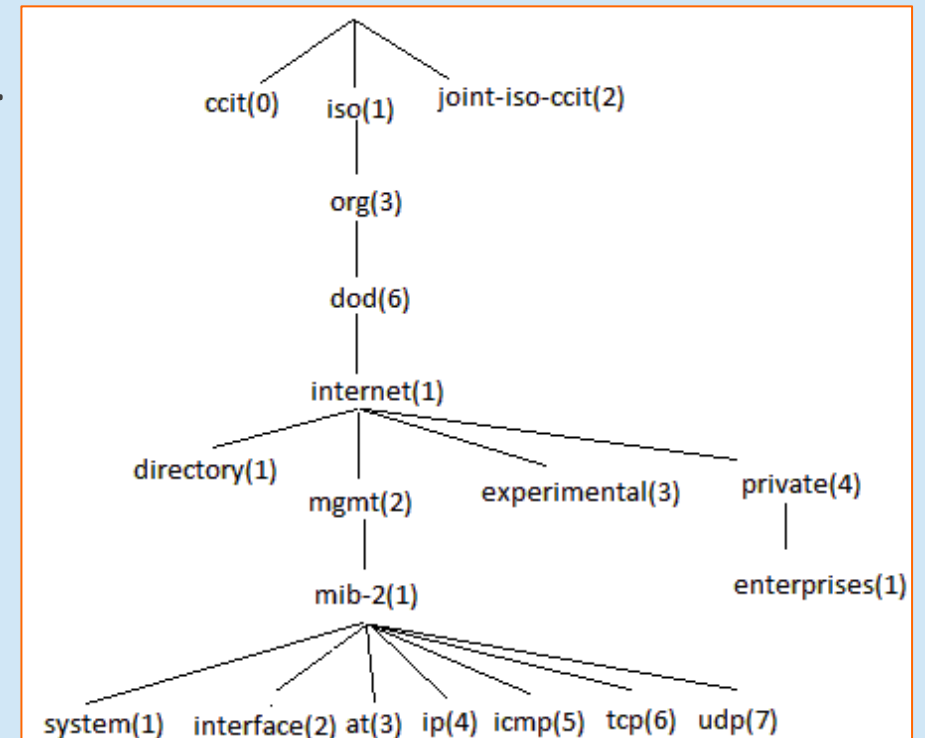 ccit(0) iso(1) joint-iso-ccit(2)
org(3)
dod(6)
internet(1)
directory(1) mgmt(2) experimental(3) private(4)
mib-2(1) enterprises(1)
system(1) interface(2) at(3) ip(4) icmp(5) tcp(6) udp(7)